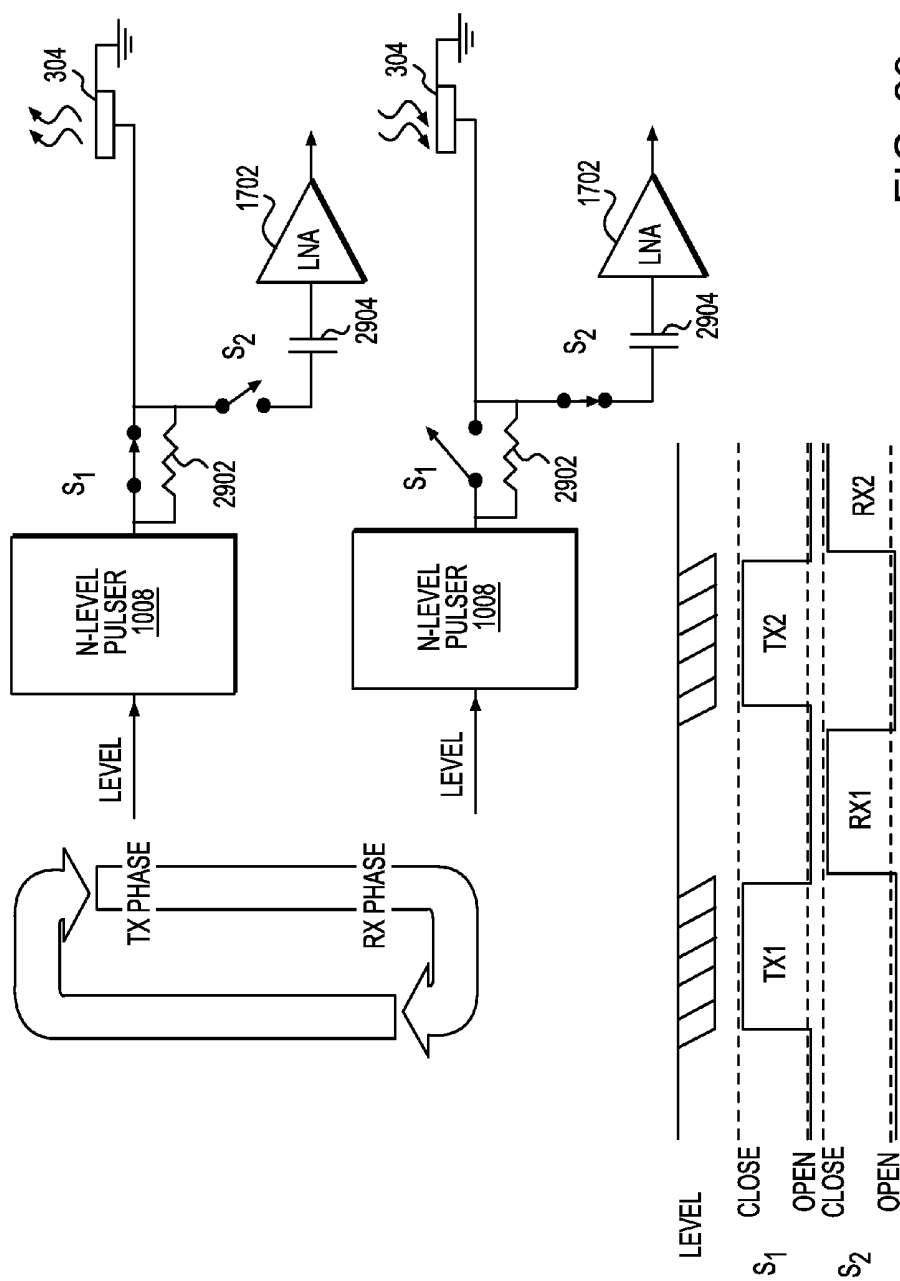 TX PHASE
RX PHASE
LEVEL
N-LEVEL
PULSER
1008
S1
2902
S2
2904
LNA
1702
304
LEVEL
N-LEVEL
PULSER
1008
S1
2902
S2
2904
LNA
1702
304
LEVEL
S1
CLOSE
OPEN
TX1
TX2
S2
CLOSE
OPEN
RX1
RX2
FIG.